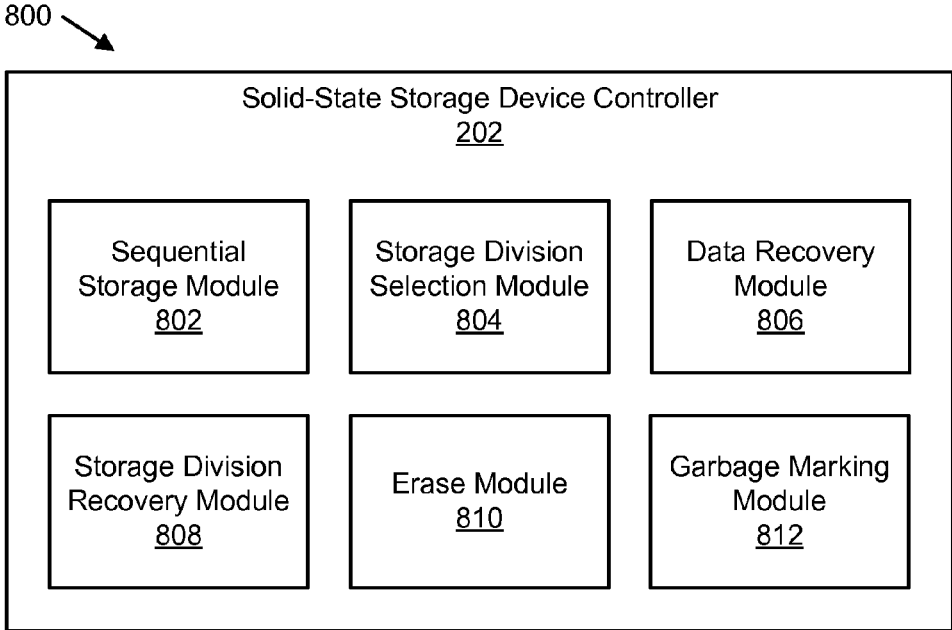 800
Solid-State Storage Device Controller
202
Sequential
Storage Module
802
Storage Division
Selection Module
804
Data Recovery
Module
806
Storage Division
Recovery Module
808
Erase Module
810
Garbage Marking
Module
812